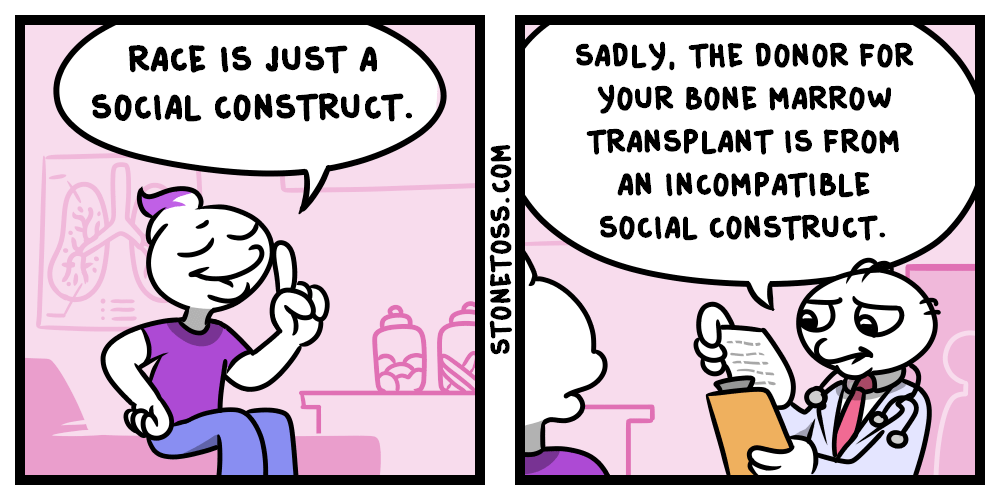 RACE IS JUST A
SOCIAL CONSTRUCT.
STONETOSS.COM
SADLY, THE DONOR FOR
YOUR BONE MARROW
TRANSPLANT IS FROM
AN INCOMPATIBLE
SOCIAL CONSTRUCT.